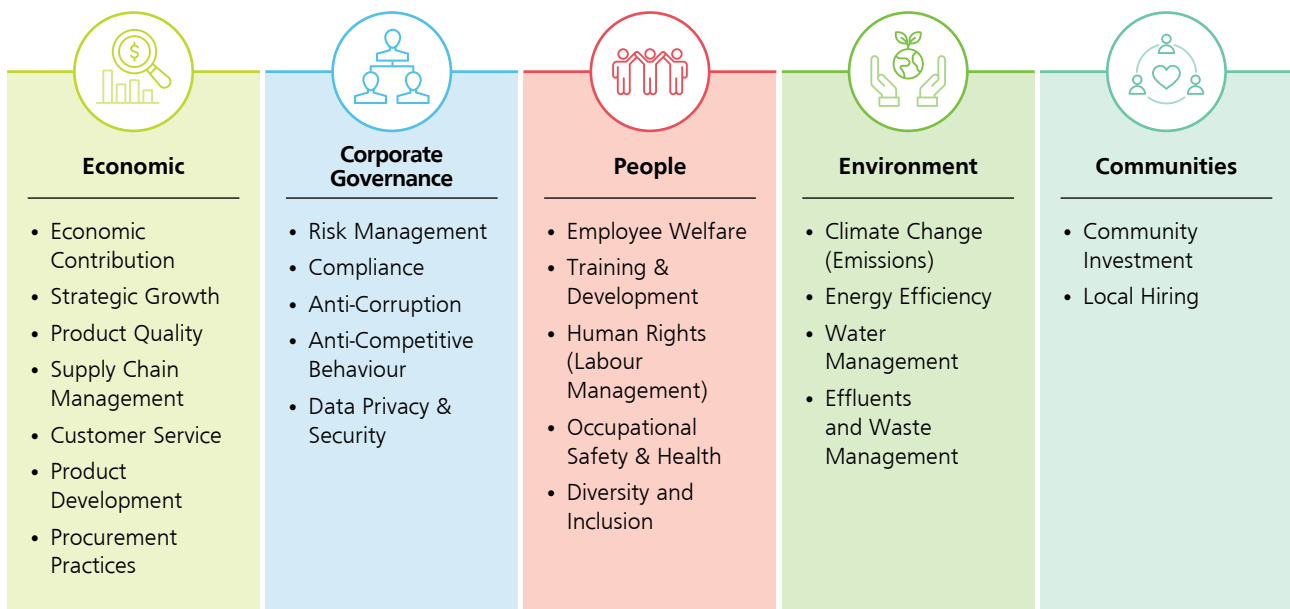 $
Economic
• Economic
Contribution
• Strategic Growth
• Product Quality
• Supply Chain
Management
• Customer Service
• Product
Development
• Procurement
Practices
Corporate
Governance
• Risk Management
• Compliance
• Anti-Corruption
• Anti-Competitive
Behaviour
• Data Privacy &
Security
People
• Employee Welfare
• Training &
Development
• Human Rights
(Labour
Management)
• Occupational
Safety & Health
• Diversity and
Inclusion
Environment
• Climate Change
(Emissions)
• Energy Efficiency
• Water
Management
• Effluents
and Waste
Management
Communities
• Community
Investment
• Local Hiring